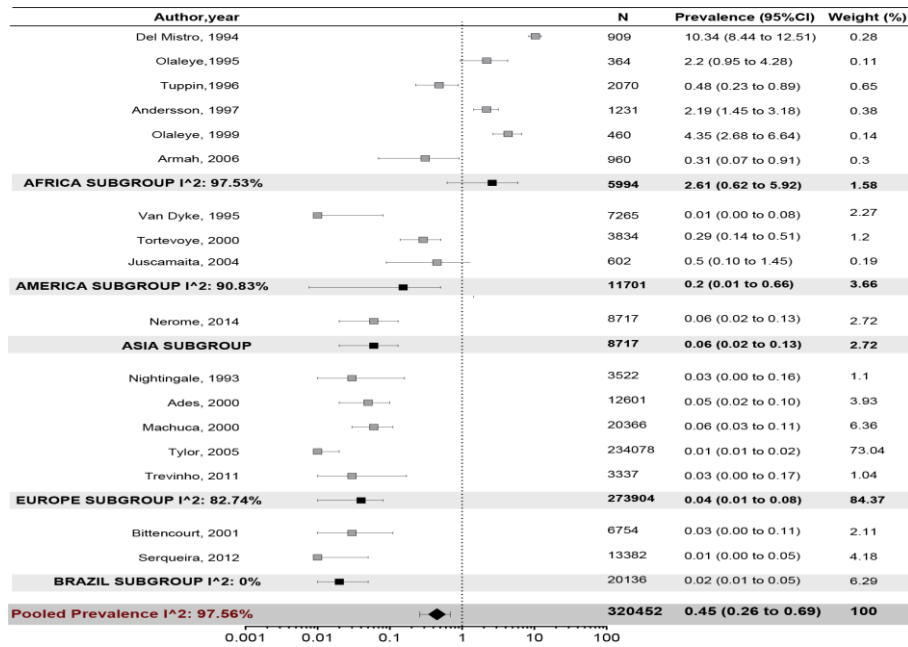 Author,year N Prevalence (95%CI) Weight (%)
Del Mistro, 1994 909 10.34 (8.44 to 12.51) 0.28
Olaleye,1995 364 2.2 (0.95 to 4.28) 0.11
Tuppin,1996 2070 0.48 (0.23 to 0.89) 0.65
Andersson, 1997 1231 2.19 (1.45 to 3.18) 0.38
Olaleye, 1999 460 4.35 (2.68 to 6.64) 0.14
Armah, 2006 960 0.31 (0.07 to 0.91) 0.3
AFRICA SUBGROUP I^2: 97.53% 5994 2.61 (0.62 to 5.92) 1.58
Van Dyke, 1995 7265 0.01 (0.00 to 0.08) 2.27
Tortevoye, 2000 3834 0.29 (0.14 to 0.51) 1.2
Juscamaita, 2004 602 0.5 (0.10 to 1.45) 0.19
AMERICA SUBGROUP I^2: 90.83% 11701 0.2 (0.01 to 0.66) 3.66
Nerome, 2014 8717 0.06 (0.02 to 0.13) 2.72
ASIA SUBGROUP 8717 0.06 (0.02 to 0.13) 2.72
Nightingale, 1993 3522 0.03 (0.00 to 0.16) 1.1
Ades, 2000 12601 0.05 (0.02 to 0.10) 3.93
Machuca, 2000 20366 0.06 (0.03 to 0.11) 6.36
Tylor, 2005 234078 0.01 (0.01 to 0.02) 73.04
Trevinho, 2011 3337 0.03 (0.00 to 0.17) 1.04
EUROPE SUBGROUP I^2: 82.74% 273904 0.04 (0.01 to 0.08) 84.37
Bittencourt, 2001 6754 0.03 (0.00 to 0.11) 2.11
Serqueira, 2012 13382 0.01 (0.00 to 0.05) 4.18
BRAZIL SUBGROUP I^2: 0% 20136 0.02 (0.01 to 0.05) 6.29
Pooled Prevalence I^2: 97.56% 320452 0.45 (0.26 to 0.69) 100
0.001 0.01 0.1 1 10 100